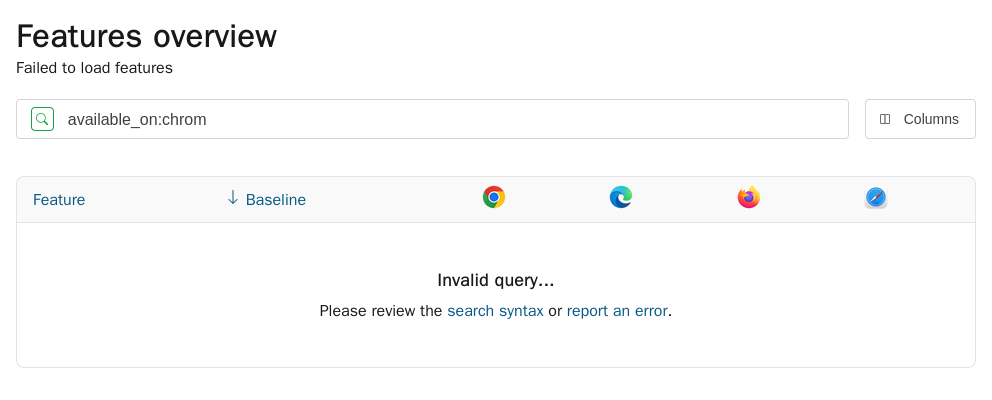 Features overview
Failed to load features
available_on:chrom
Columns
Feature
Baseline
Invalid query...
Please review the search syntax or report an error.